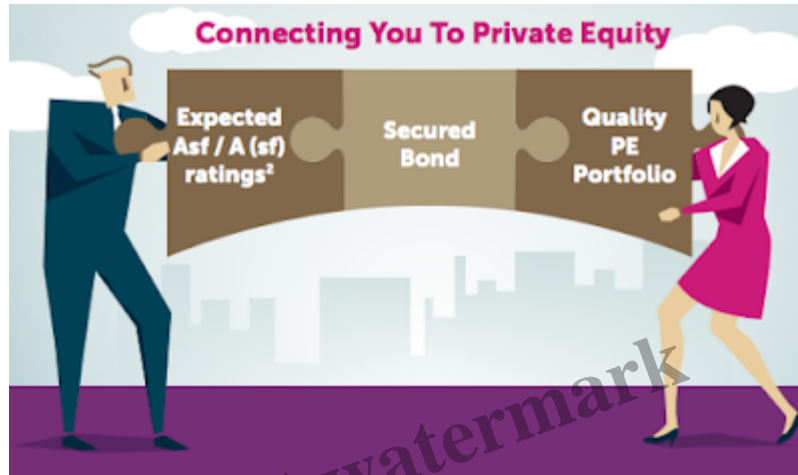 Connecting You To Private Equity
Expected
Asf / A (sf)
ratings²
Secured
Bond
Quality
PE
Portfolio
watermark